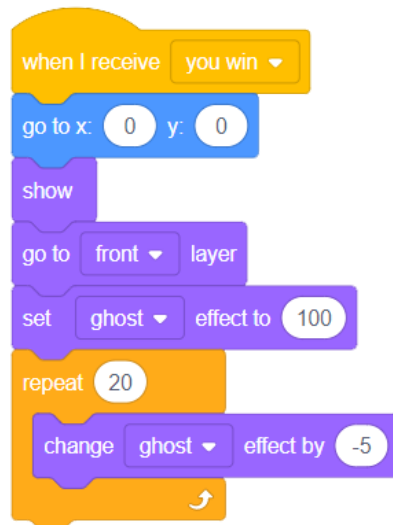 when I receive you win
go to x: 0 y: 0
show
go to front layer
set ghost effect to 100
repeat 20
change ghost effect by -5